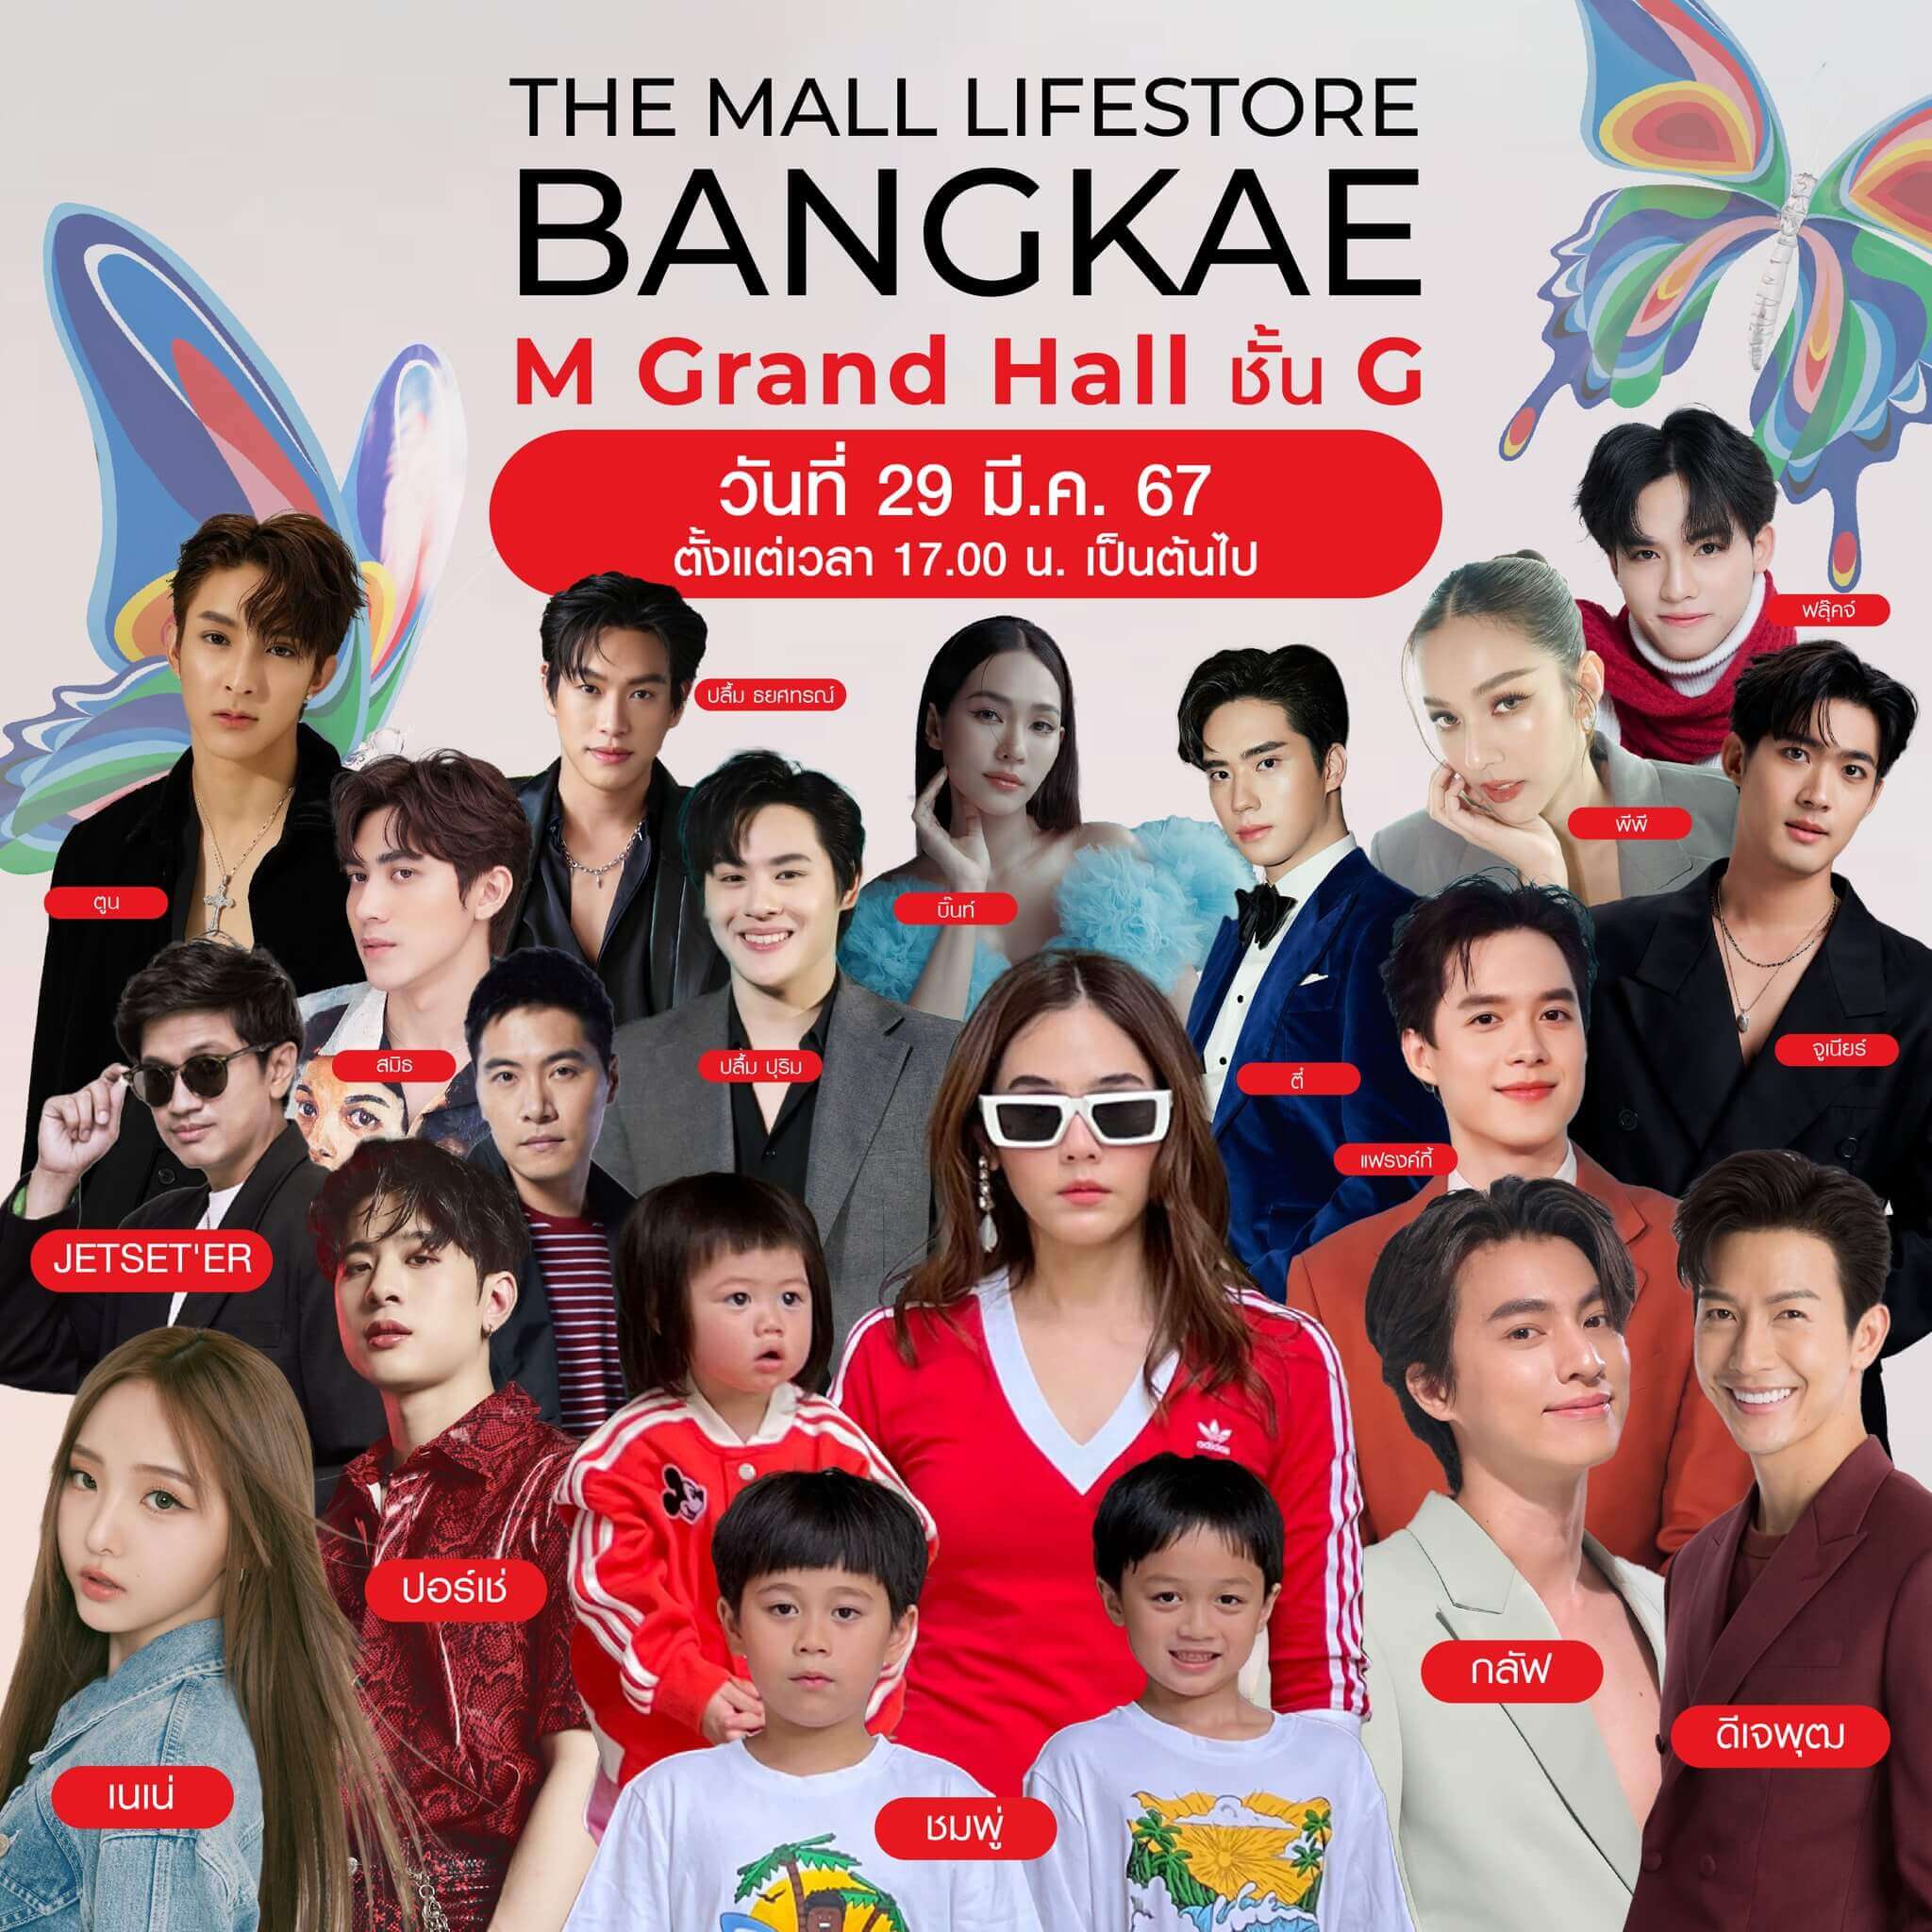 THE MALL LIFESTORE
BANGKAE
M Grand Hall ชั้น G
วันที่ 29 มี.ค. 67
ตั้งแต่เวลา 17.00 น. เป็นต้นไป
ฟลุ๊คจ์
ปลื้ม ธยศทรณ์
พีพี
ตูน
บิ๊นท์
จูเนียร์
สมิธ
ปลื้ม ปุริม
ตี๋
แฟรงค์กี้
JETSET'ER
adidas
ปอร์เช่
กลัฟ
ดีเจพุฒ
เนเน่
ชมพู่